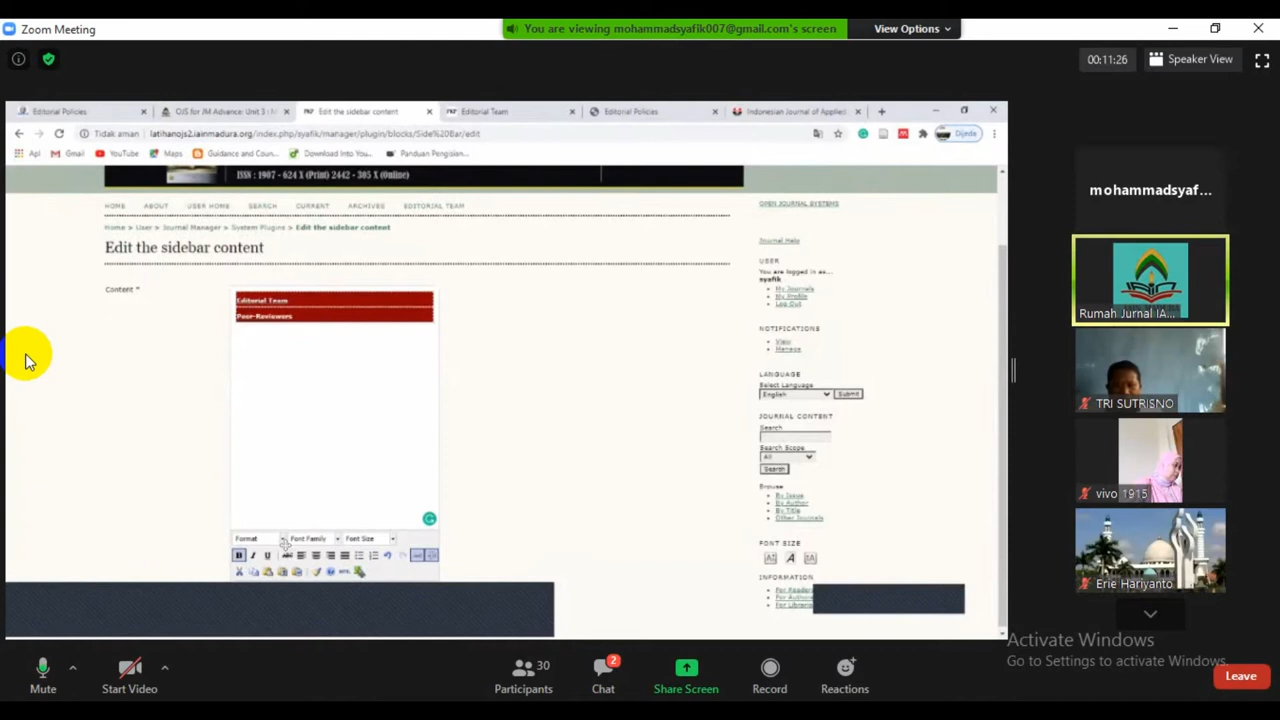 Zoom Meeting
You are viewing mohammadsyafik007@gmail.com's screen
View Options
00:11:26
Speaker View
Editorial Policies
OJS for JM Advance: Unit 3 : M
Edit the sidebar content
Editorial Team
Editorial Policies
Indonesian Journal of Applied
Tidak aman
latihanojs2.iainmadura.org/index.php/syafik/manager/plugin/blocks/Side%20Bar/edit
Dijeda
Apl
Gmail
YouTube
Maps
Guidance and Coun...
Download Into You...
Panduan Pengisian...
ISSN : 1907 - 624 X (Print) 2442 - 305 X (Online)
HOME ABOUT USER HOME SEARCH CURRENT ARCHIVES EDITORIAL TEAM
Home > User > Journal Manager > System Plugins > Edit the sidebar content
Edit the sidebar content
Content *
Editorial Team
Peer-Reviewers
Format
Font Family
Font Size
B I U ABC
HTML
OPEN JOURNAL SYSTEMS
Journal Help
USER
You are logged in as...
syafik
My Journals
My Profile
Log Out
NOTIFICATIONS
View
Manage
LANGUAGE
Select Language
English
Submit
JOURNAL CONTENT
Search
Search Scope
All
Search
Browse
By Issue
By Author
By Title
Other Journals
FONT SIZE
INFORMATION
For Readers
For Authors
mohammadsyaf...
Rumah Jurnal IA...
TRI SUTRISNO
vivo 1915
Erie Hariyanto
Activate Windows
Go to Settings to activate Windows.
Mute
Start Video
30
Participants
2
Chat
Share Screen
Record
Reactions
Leave